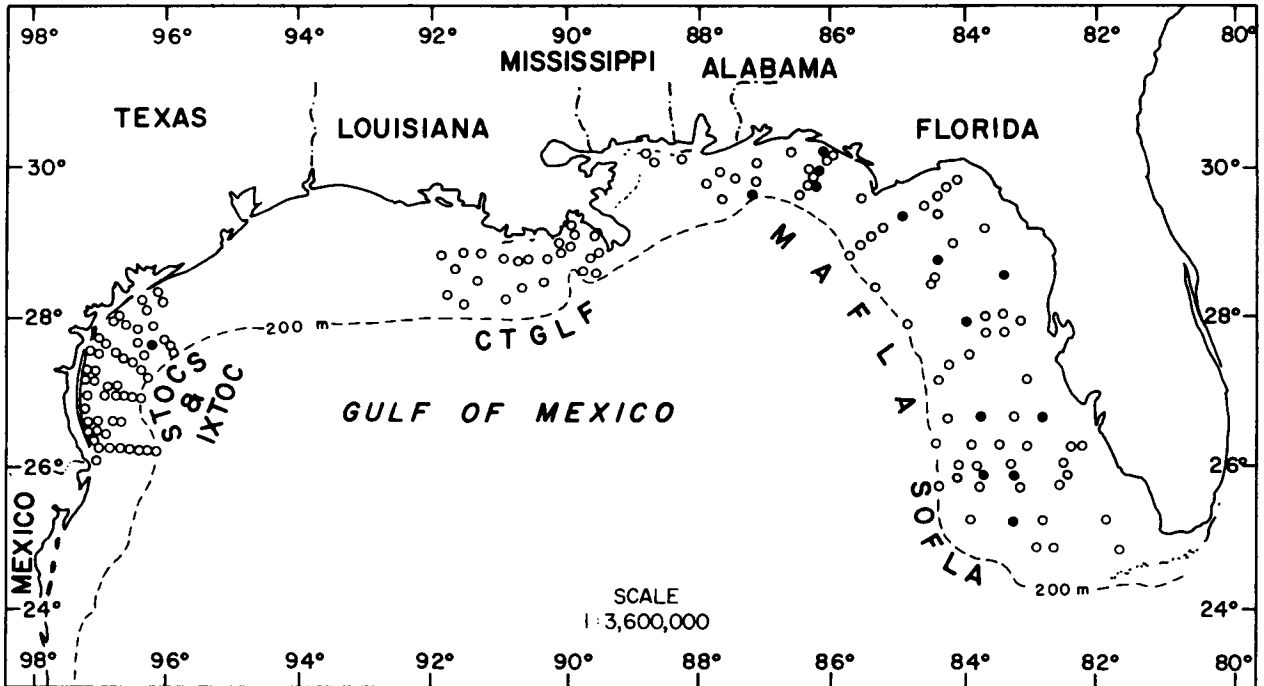 98° 96° 94° 92° 90° 88° 86° 84° 82° 80°
MISSISSIPPI ALABAMA
TEXAS LOUISIANA FLORIDA
30° 30°
MAFLA
28° 28°
200 m
CTGLF
STOCS
&
IXTOC
GULF OF MEXICO
26° 26°
SOFLA
MEXICO
200 m
SCALE
1:3,600,000
24° 24°
98° 96° 94° 92° 90° 88° 86° 84° 82° 80°